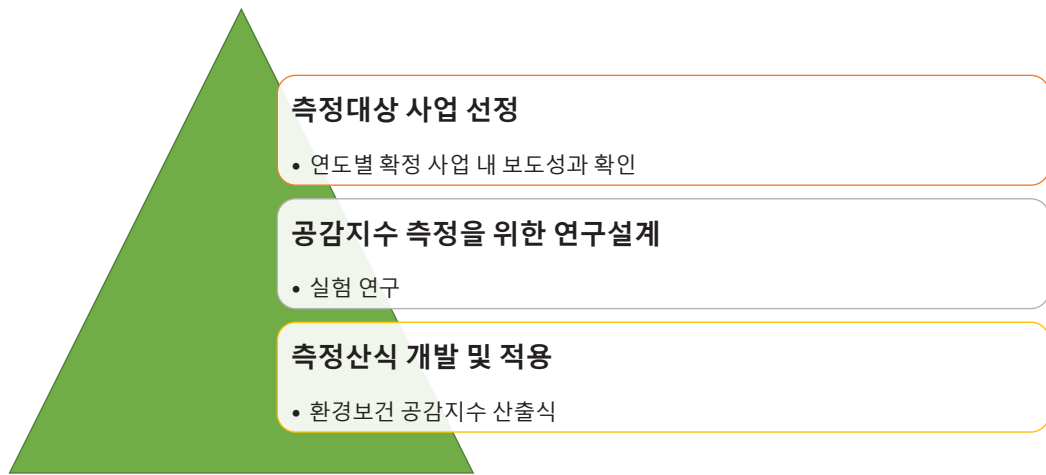 측정대상 사업 선정
• 연도별 확정 사업 내 보도성과 확인
공감지수 측정을 위한 연구설계
• 실험 연구
측정산식 개발 및 적용
• 환경보건 공감지수 산출식